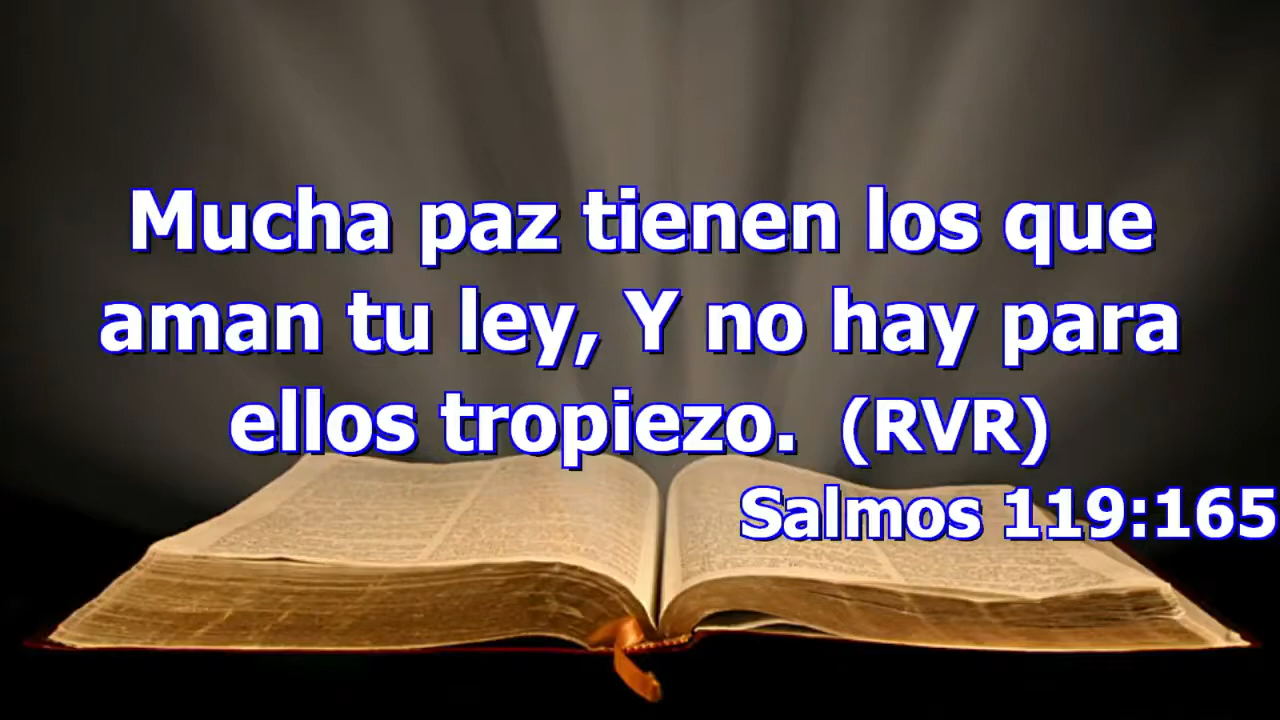 Mucha paz tienen los que
aman tu ley, Y no hay para
ellos tropiezo. (RVR)
Salmos 119:165